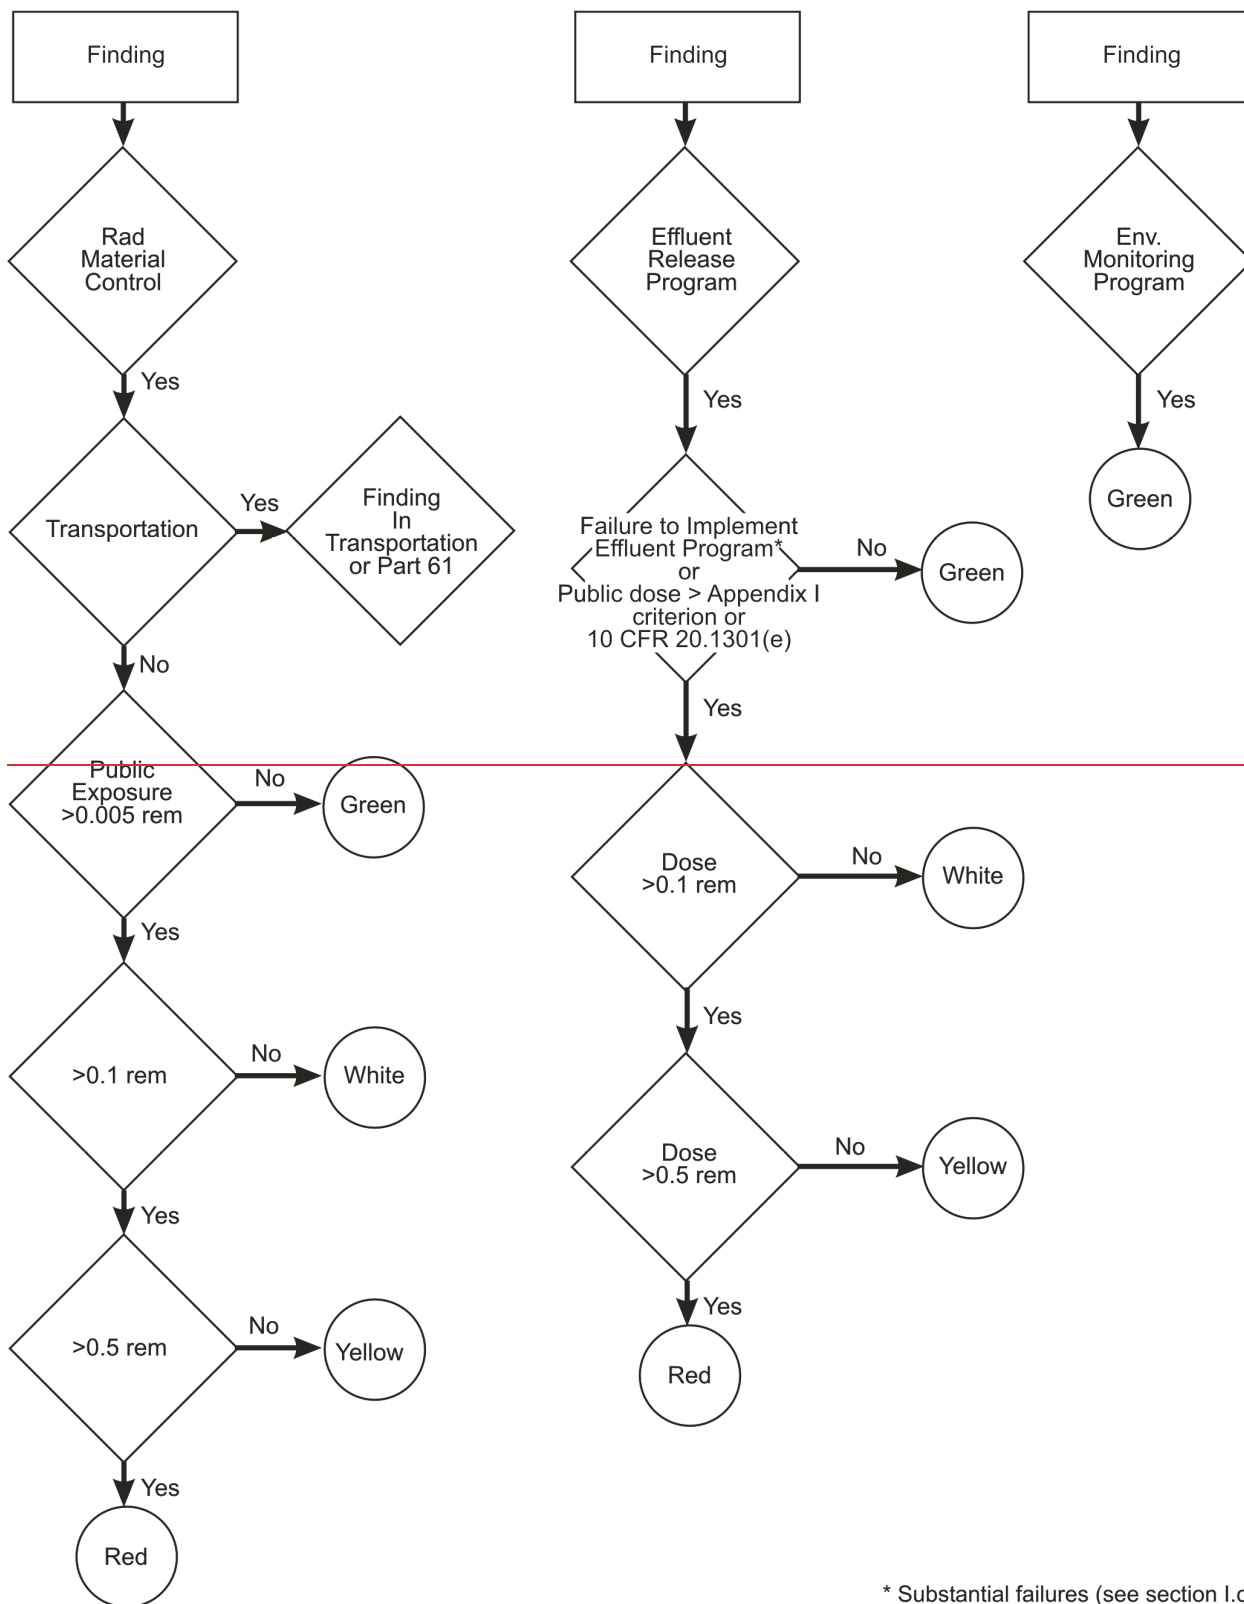 Finding
Rad
Material
Control
Yes
Transportation
Yes
Finding
In
Transportation
or Part 61
No
Public
Exposure
>0.005 rem
No
Green
Yes
>0.1 rem
No
White
Yes
>0.5 rem
No
Yellow
Yes
Red
Finding
Effluent
Release
Program
Yes
Failure to Implement
Effluent Program*
or
Public dose > Appendix I
criterion or
10 CFR 20.1301(e)
No
Green
Yes
Dose
>0.1 rem
No
White
Yes
Dose
>0.5 rem
No
Yellow
Yes
Red
Finding
Env.
Monitoring
Program
Yes
Green
* Substantial failures (see section I.